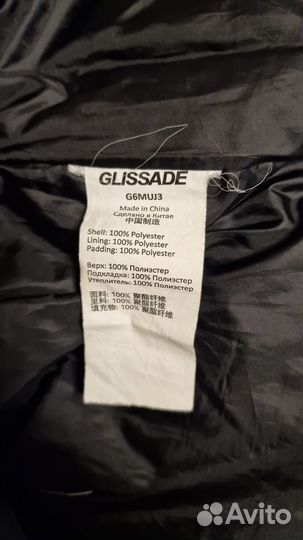 GLISSADE
G6MUJ3
Made in China
Сделано в Китае
中国制造
Shell: 100% Polyester
Lining: 100% Polyester
Padding: 100% Polyester
Верх: 100% Полиэстер
Подкладка: 100% Полиэстер
Утеплитель: 100% Полиэстер
面料: 100% 聚酯纤维
里料: 100% 聚酯纤维
填充物: 100% 聚酯纤维
Avito